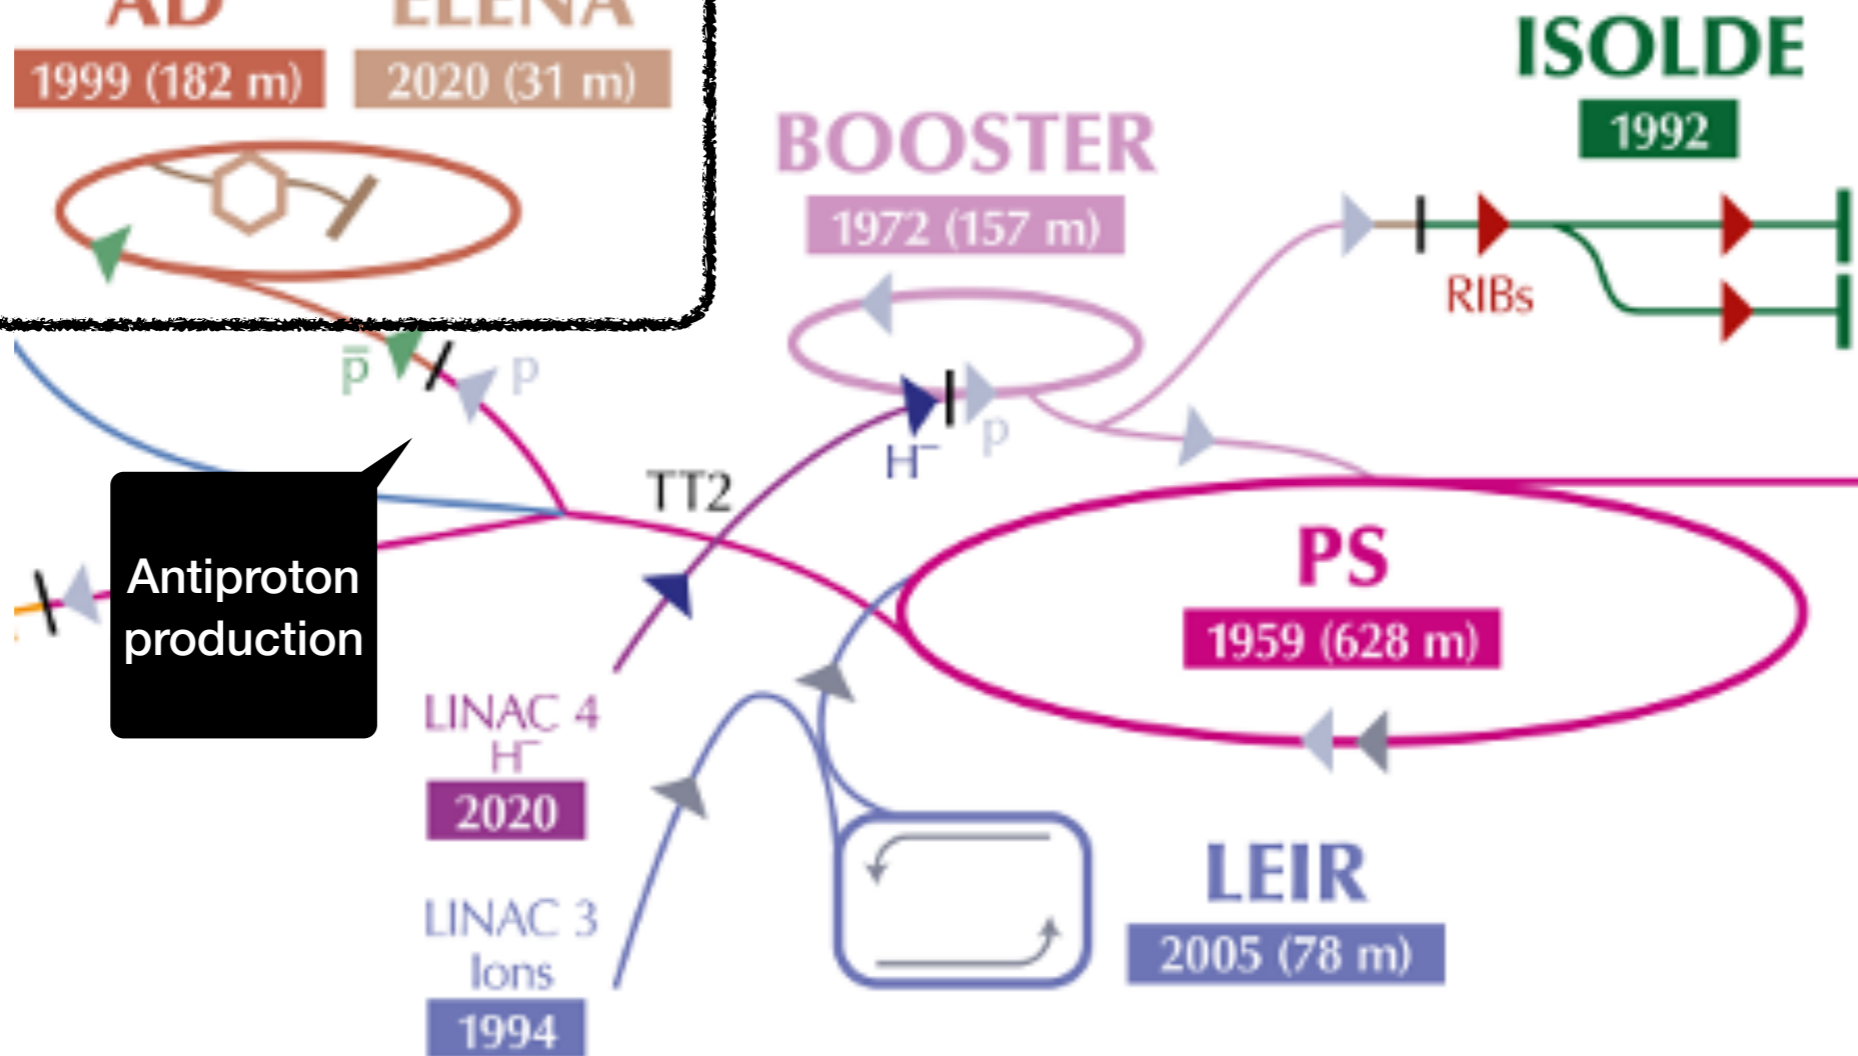 AD
1999 (182 m)
ELENA
2020 (31 m)
BOOSTER
1972 (157 m)
ISOLDE
1992
RIBs
p̅
p
H⁻
p
TT2
Antiproton
production
PS
1959 (628 m)
LINAC 4
H⁻
2020
LINAC 3
Ions
1994
LEIR
2005 (78 m)